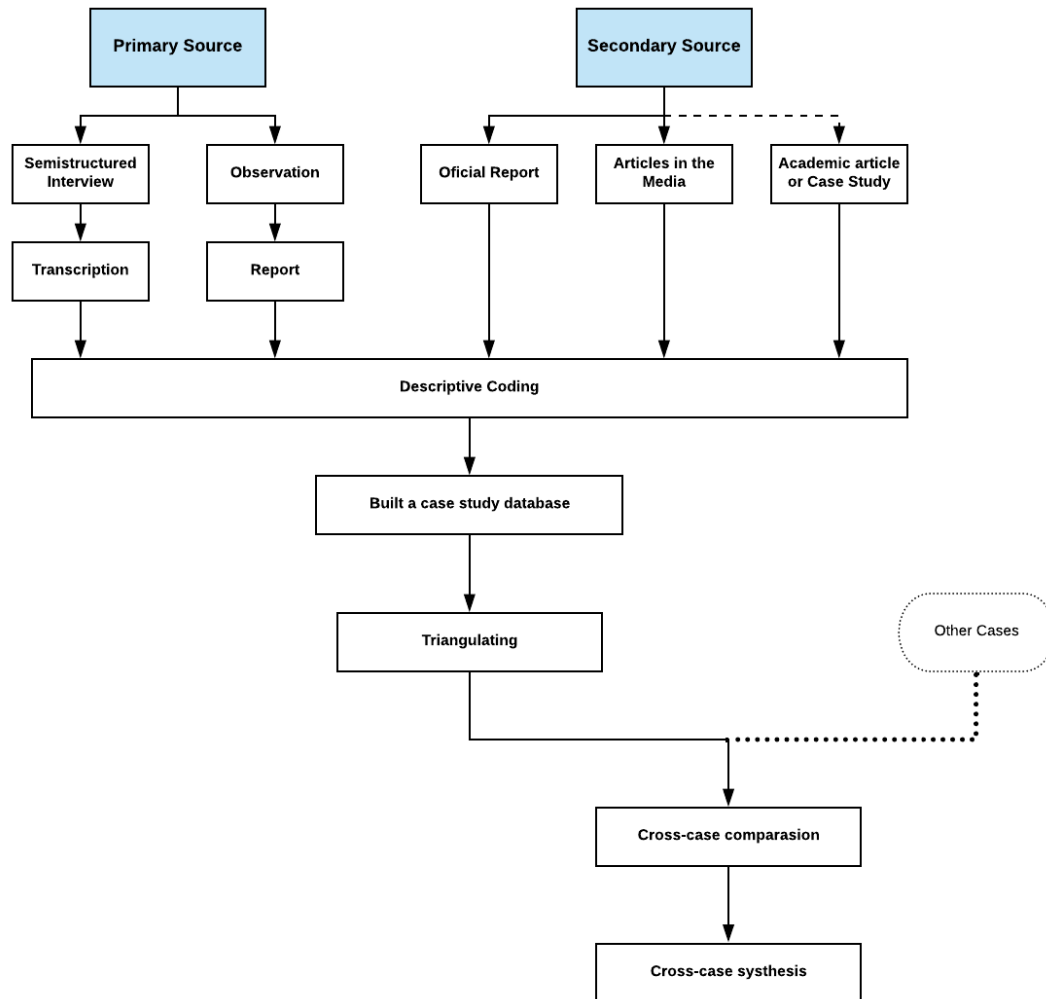 Primary Source
Secondary Source
Semistructured
Interview
Observation
Oficial Report
Articles in the
Media
Academic article
or Case Study
Transcription
Report
Descriptive Coding
Built a case study database
Triangulating
Other Cases
Cross-case comparasion
Cross-case systhesis